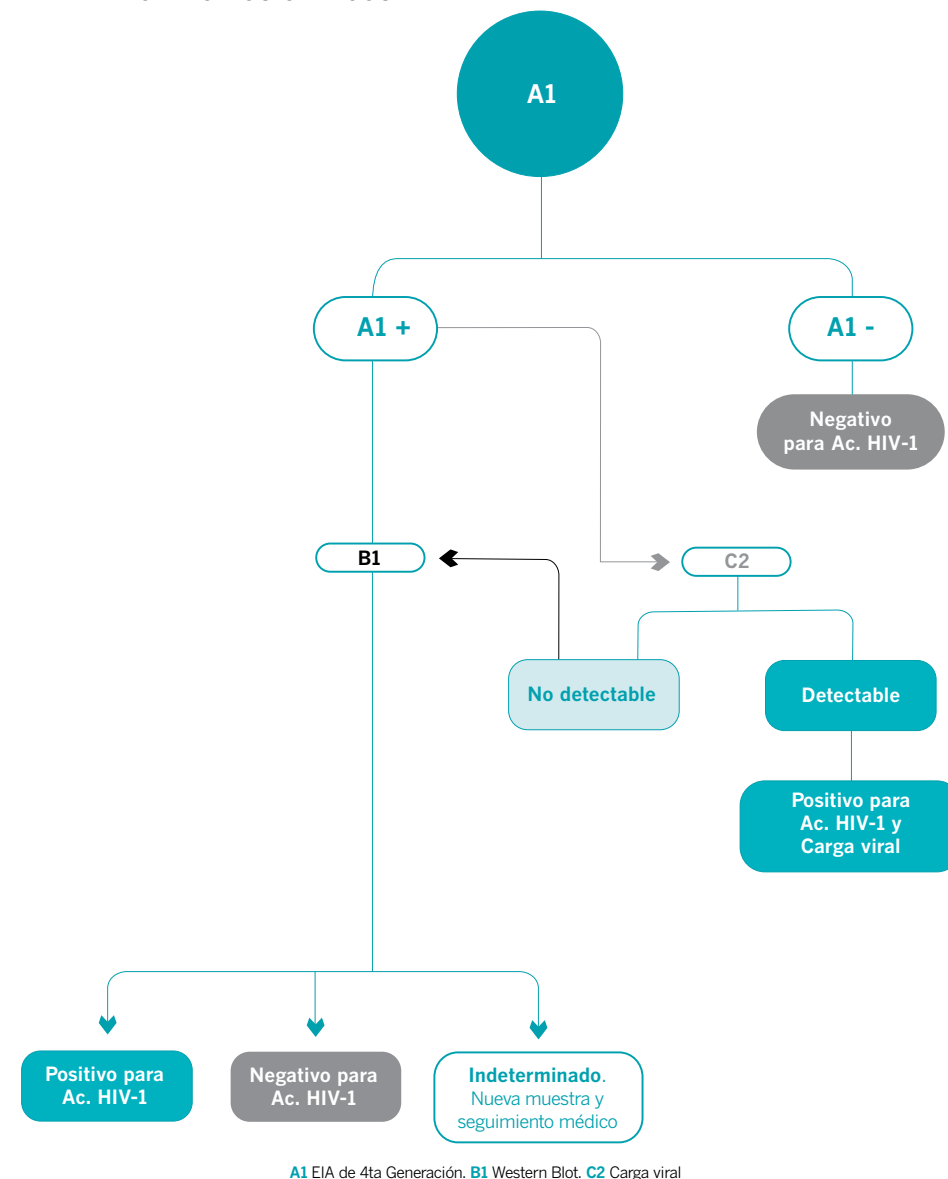 A1
A1 +
A1 -
Negativo
para Ac. HIV-1
B1
C2
No detectable
Detectable
Positivo para
Ac. HIV-1 y
Carga viral
Positivo para
Ac. HIV-1
Negativo para
Ac. HIV-1
Indeterminado.
Nueva muestra y
seguimiento médico
A1 EIA de 4ta Generación. B1 Western Blot. C2 Carga viral